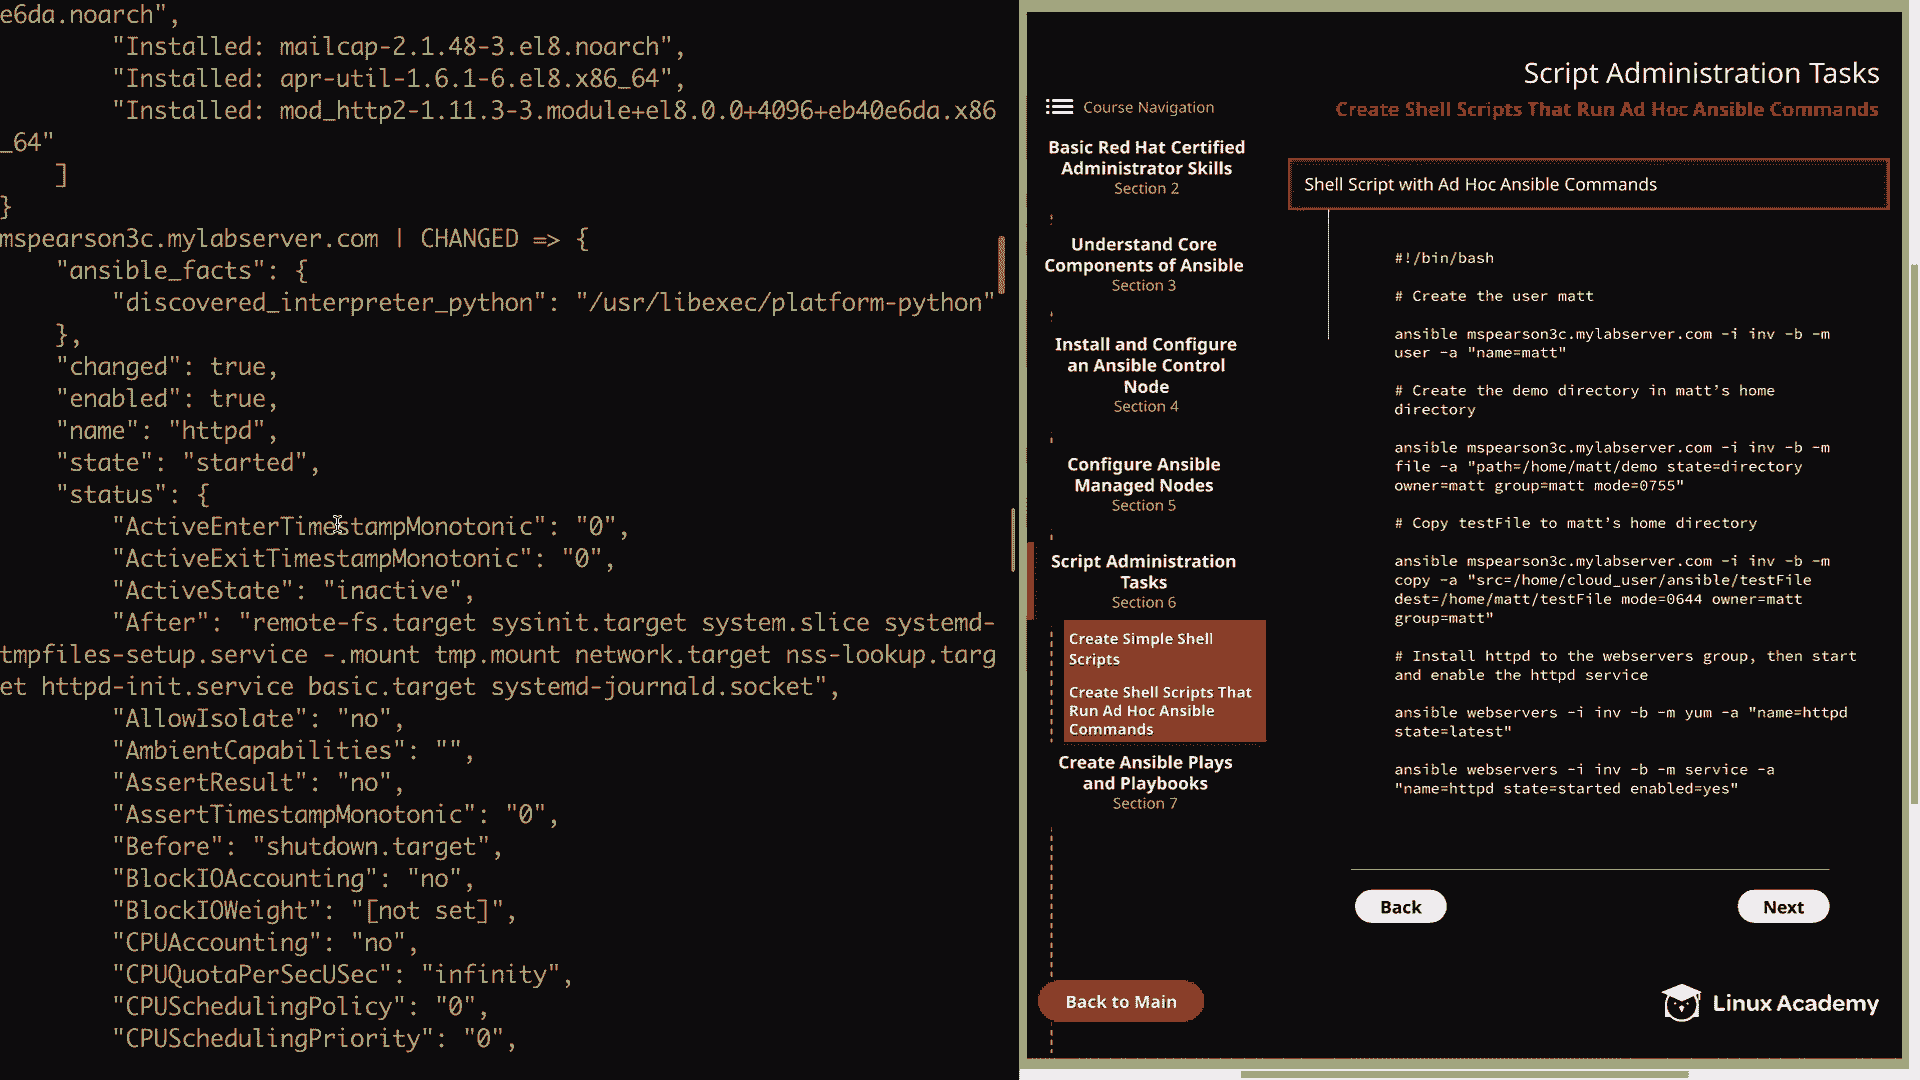 e6da.noarch",
"Installed: mailcap-2.1.48-3.el8.noarch",
"Installed: apr-util-1.6.1-6.el8.x86_64",
"Installed: mod_http2-1.11.3-3.module+el8.0.0+4096+eb40e6da.x86
_64"
]
}
mspearson3c.mylabserver.com | CHANGED => {
"ansible_facts": {
"discovered_interpreter_python": "/usr/libexec/platform-python"
},
"changed": true,
"enabled": true,
"name": "httpd",
"state": "started",
"status": {
"ActiveEnterTimestampMonotonic": "0",
"ActiveExitTimestampMonotonic": "0",
"ActiveState": "inactive",
"After": "remote-fs.target sysinit.target system.slice systemd-
tmpfiles-setup.service -.mount tmp.mount network.target nss-lookup.targ
et httpd-init.service basic.target systemd-journald.socket",
"AllowIsolate": "no",
"AmbientCapabilities": "",
"AssertResult": "no",
"AssertTimestampMonotonic": "0",
"Before": "shutdown.target",
"BlockIOAccounting": "no",
"BlockIOWeight": "[not set]",
"CPUAccounting": "no",
"CPUQuotaPerSecUSec": "infinity",
"CPUSchedulingPolicy": "0",
"CPUSchedulingPriority": "0",
Script Administration Tasks
Create Shell Scripts That Run Ad Hoc Ansible Commands
Course Navigation
Basic Red Hat Certified
Administrator Skills
Section 2
Understand Core
Components of Ansible
Section 3
Install and Configure
an Ansible Control
Node
Section 4
Configure Ansible
Managed Nodes
Section 5
Script Administration
Tasks
Section 6
Create Simple Shell
Scripts
Create Shell Scripts That
Run Ad Hoc Ansible
Commands
Create Ansible Plays
and Playbooks
Section 7
Back to Main
Shell Script with Ad Hoc Ansible Commands
#!/bin/bash
# Create the user matt
ansible mspearson3c.mylabserver.com -i inv -b -m
user -a "name=matt"
# Create the demo directory in matt’s home
directory
ansible mspearson3c.mylabserver.com -i inv -b -m
file -a "path=/home/matt/demo state=directory
owner=matt group=matt mode=0755"
# Copy testFile to matt’s home directory
ansible mspearson3c.mylabserver.com -i inv -b -m
copy -a "src=/home/cloud_user/ansible/testFile
dest=/home/matt/testFile mode=0644 owner=matt
group=matt"
# Install httpd to the webservers group, then start
and enable the httpd service
ansible webservers -i inv -b -m yum -a "name=httpd
state=latest"
ansible webservers -i inv -b -m service -a
"name=httpd state=started enabled=yes"
Back
Next
Linux Academy